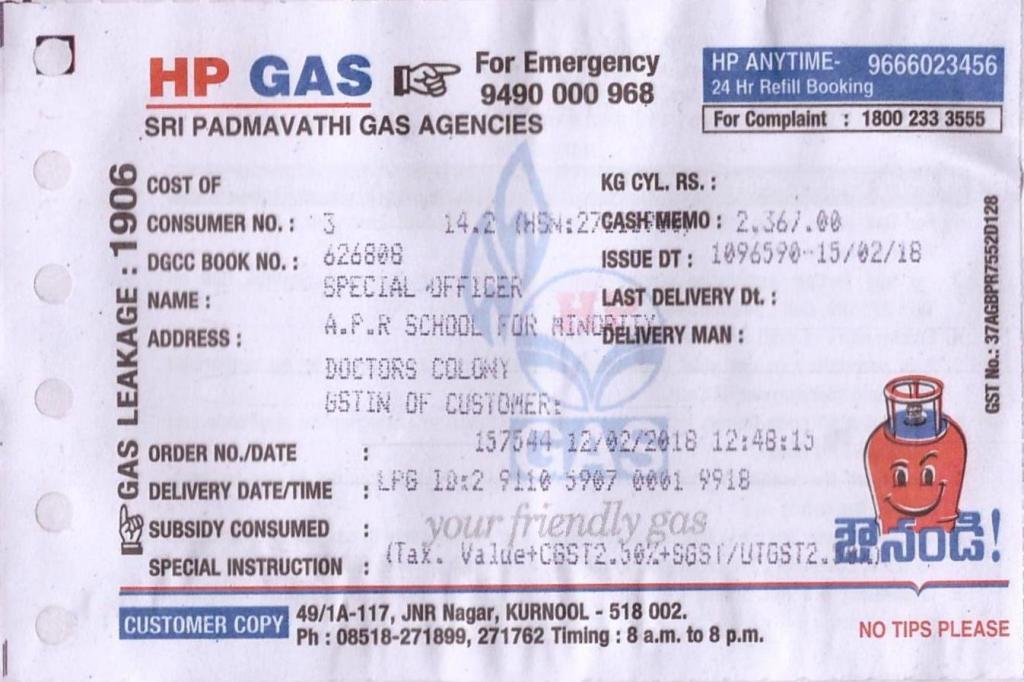 HP GAS For Emergency
9490 000 968
HP ANYTIME- 9666023456
24 Hr Refill Booking
SRI PADMAVATHI GAS AGENCIES
For Complaint : 1800 233 3555
GAS LEAKAGE : 1906
COST OF KG CYL. RS. :
CONSUMER NO. : 3 14.2 CASH MEMO : 2,367.00
DGCC BOOK NO. : 626808 ISSUE DT : 1096590-15/02/18
NAME : SPECIAL OFFICER LAST DELIVERY Dt. :
ADDRESS : A.P.R SCHOOL FOR MINORITY DELIVERY MAN :
DOCTORS COLONY
GSTIN OF CUSTOMER:
ORDER NO./DATE : 157544 12/02/2018 12:48:15
DELIVERY DATE/TIME : LPG ID:2 9110 5907 0001 9918
SUBSIDY CONSUMED :
your friendly gas
SPECIAL INSTRUCTION : (Tax. Value+CGST2.50%+SGST/UTGST2.
HP
GAS
GST No.: 37AGBPR7552D1Z8
ఔనండి!
CUSTOMER COPY 49/1A-117, JNR Nagar, KURNOOL - 518 002.
Ph : 08518-271899, 271762 Timing : 8 a.m. to 8 p.m.
NO TIPS PLEASE